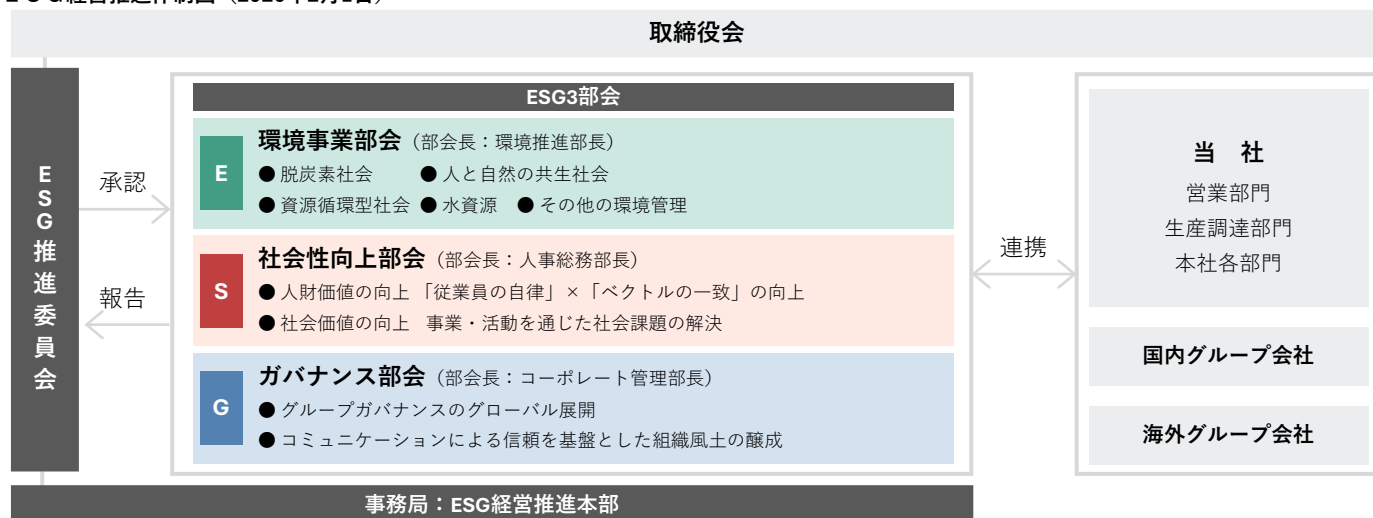 取締役会
ESG推進委員会
承認
報告
ESG3部会
E
環境事業部会（部会長：環境推進部長）
● 脱炭素社会 ● 人と自然の共生社会
● 資源循環型社会 ● 水資源 ● その他の環境管理
S
社会性向上部会（部会長：人事総務部長）
● 人財価値の向上 「従業員の自律」×「ベクトルの一致」の向上
● 社会価値の向上 事業・活動を通じた社会課題の解決
G
ガバナンス部会（部会長：コーポレート管理部長）
● グループガバナンスのグローバル展開
● コミュニケーションによる信頼を基盤とした組織風土の醸成
連携
当 社
営業部門
生産調達部門
本社各部門
国内グループ会社
海外グループ会社
事務局：ESG経営推進本部